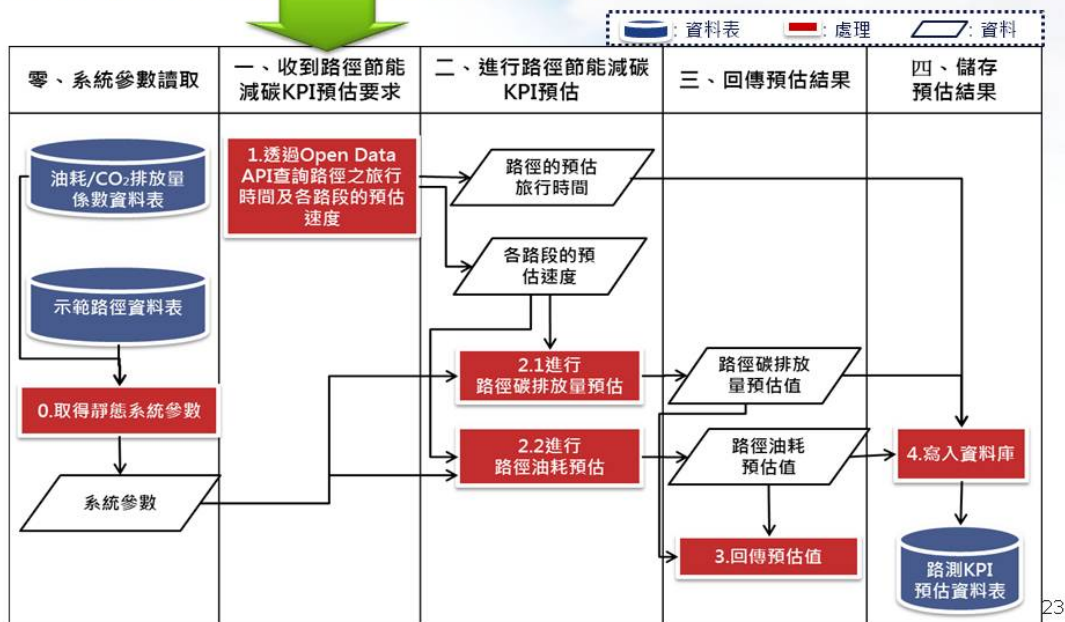 : 資料表
: 處理
: 資料
零、系統參數讀取
一、收到路徑節能
減碳KPI預估要求
二、進行路徑節能減碳
KPI預估
三、回傳預估結果
四、儲存
預估結果
油耗/CO₂排放量
係數資料表
示範路徑資料表
0.取得靜態系統參數
系統參數
1.透過Open Data
API查詢路徑之旅行
時間及各路段的預估
速度
路徑的預估
旅行時間
各路段的預
估速度
2.1進行
路徑碳排放量預估
2.2進行
路徑油耗預估
路徑碳排放
量預估值
路徑油耗
預估值
3.回傳預估值
4.寫入資料庫
路測KPI
預估資料表
23